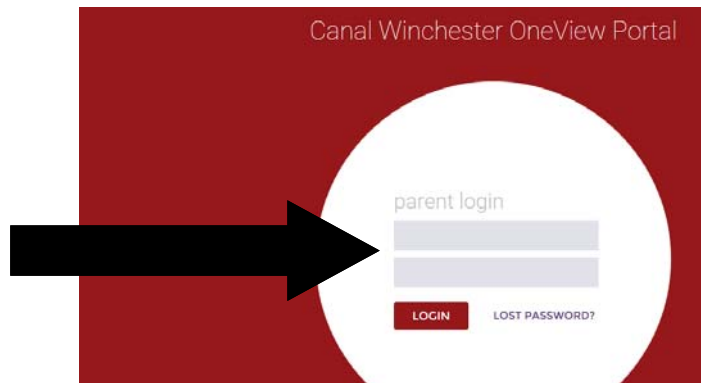 Canal Winchester OneView Portal
parent login
LOGIN LOST PASSWORD?